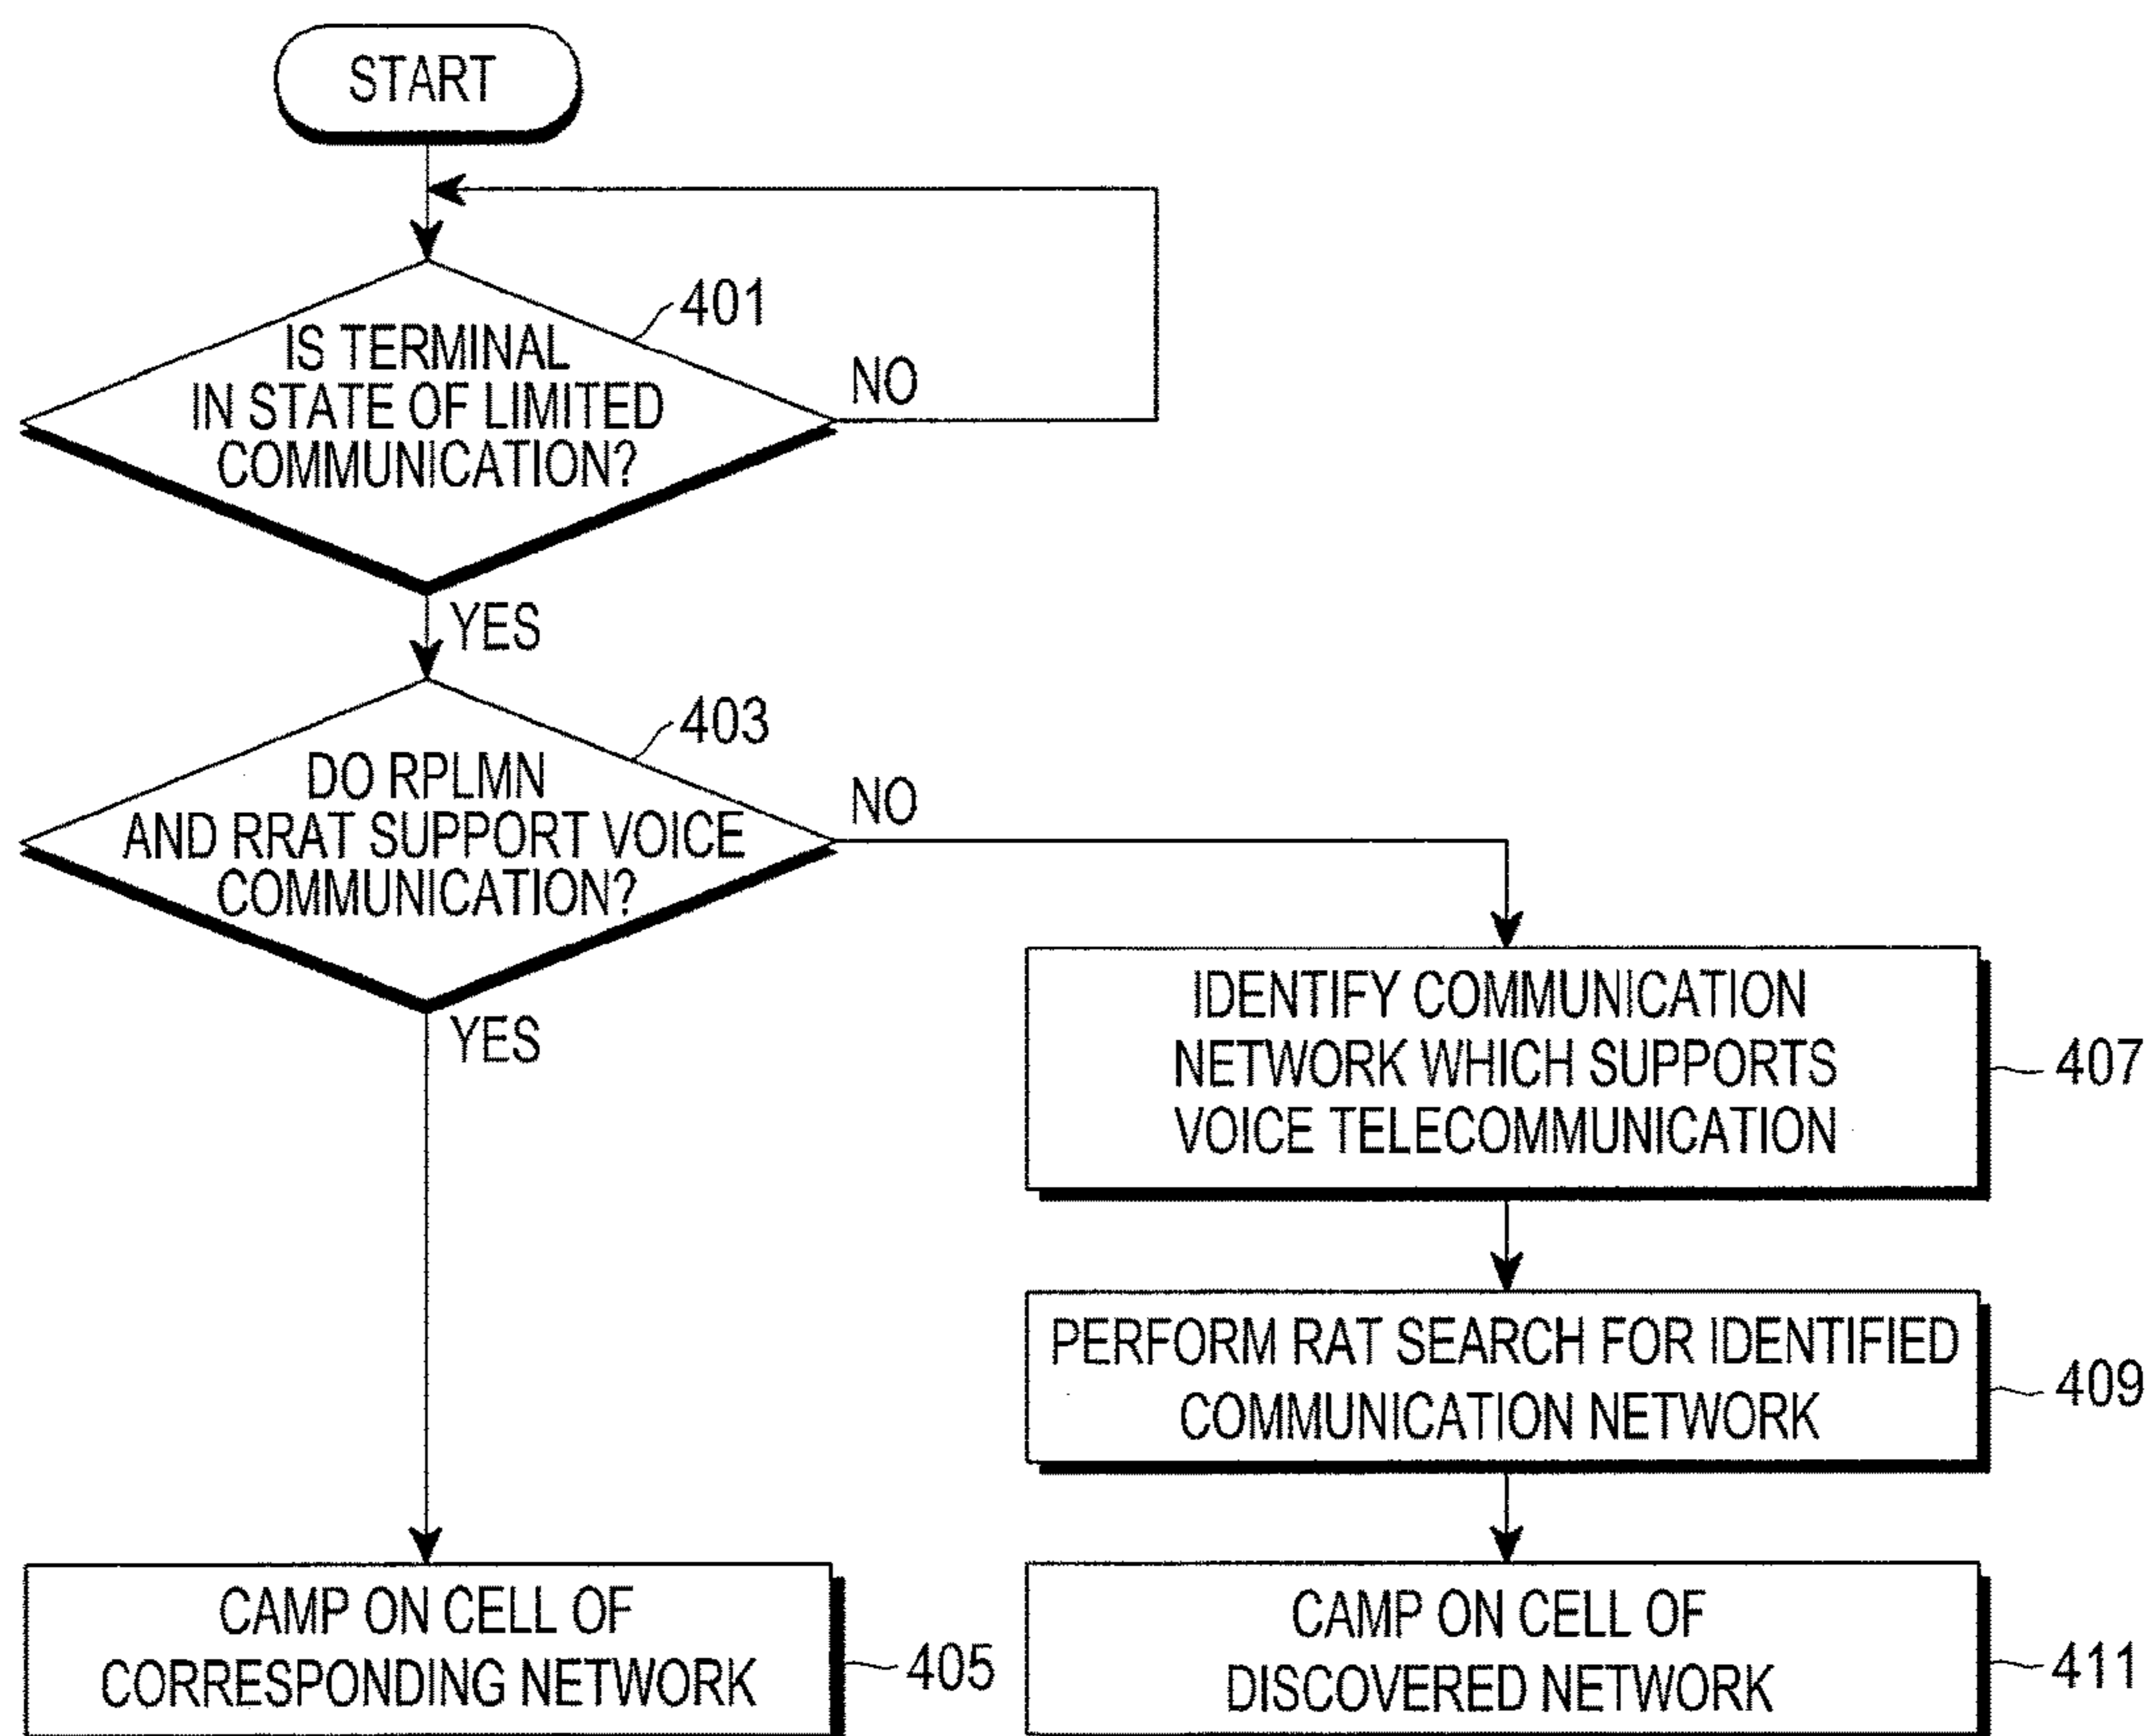 START
401
IS TERMINAL
IN STATE OF LIMITED
COMMUNICATION?
NO
YES
403
DO RPLMN
AND RRAT SUPPORT VOICE
COMMUNICATION?
NO
YES
IDENTIFY COMMUNICATION
NETWORK WHICH SUPPORTS
VOICE TELECOMMUNICATION
407
PERFORM RAT SEARCH FOR IDENTIFIED
COMMUNICATION NETWORK
409
CAMP ON CELL OF
CORRESPONDING NETWORK
405
CAMP ON CELL OF
DISCOVERED NETWORK
411